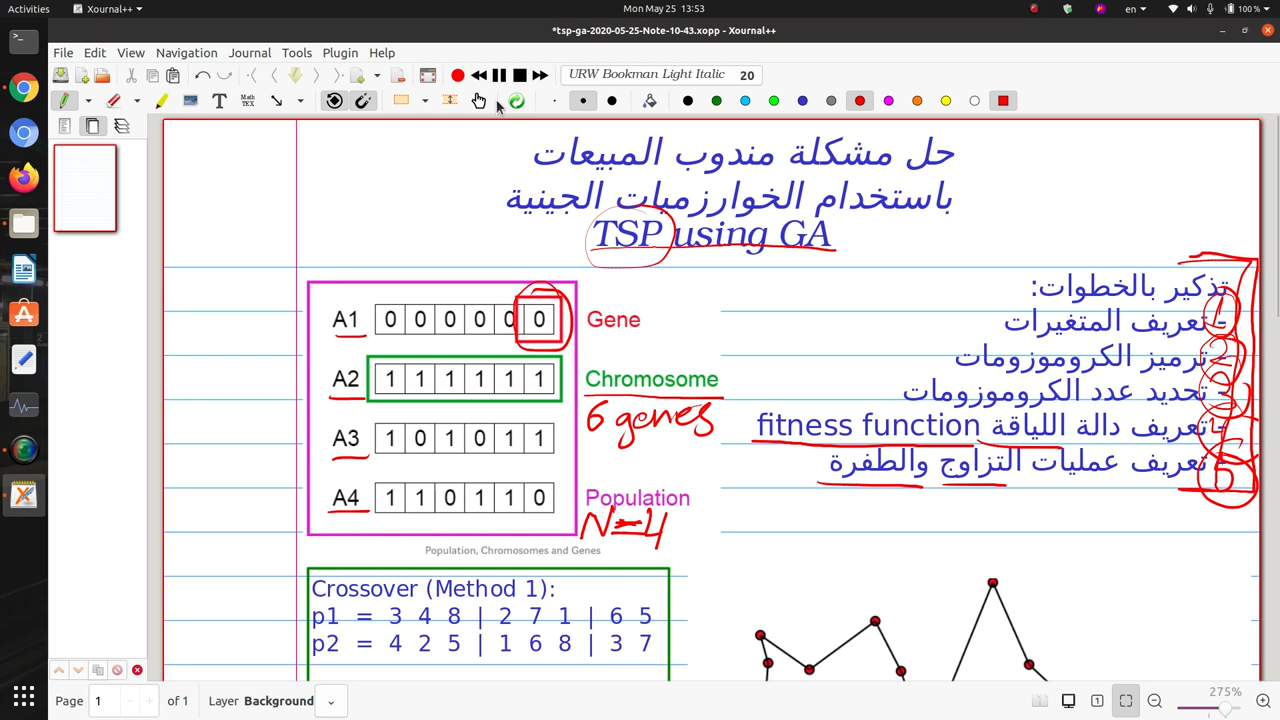 Activities
Xournal++
Mon May 25 13:53
en
100 %
*tsp-ga-2020-05-25-Note-10-43.xopp - Xournal++
File Edit View Navigation Journal Tools Plugin Help
URW Bookman Light Italic 20
حل مشكلة مندوب المبيعات
باستخدام الخوارزميات الجينية
TSP using GA
A1 0 0 0 0 0 0 Gene
A2 1 1 1 1 1 1 Chromosome
6 genes
A3 1 0 1 0 1 1
A4 1 1 0 1 1 0 Population
N=4
Population, Chromosomes and Genes
تذكير بالخطوات:
- تعريف المتغيرات
- ترميز الكروموزومات
- تحديد عدد الكروموزومات
- تعريف دالة اللياقة fitness function
- تعريف عمليات التزاوج والطفرة
Crossover (Method 1):
p1 = 3 4 8 | 2 7 1 | 6 5
p2 = 4 2 5 | 1 6 8 | 3 7
Page 1 of 1 Layer Background
275%